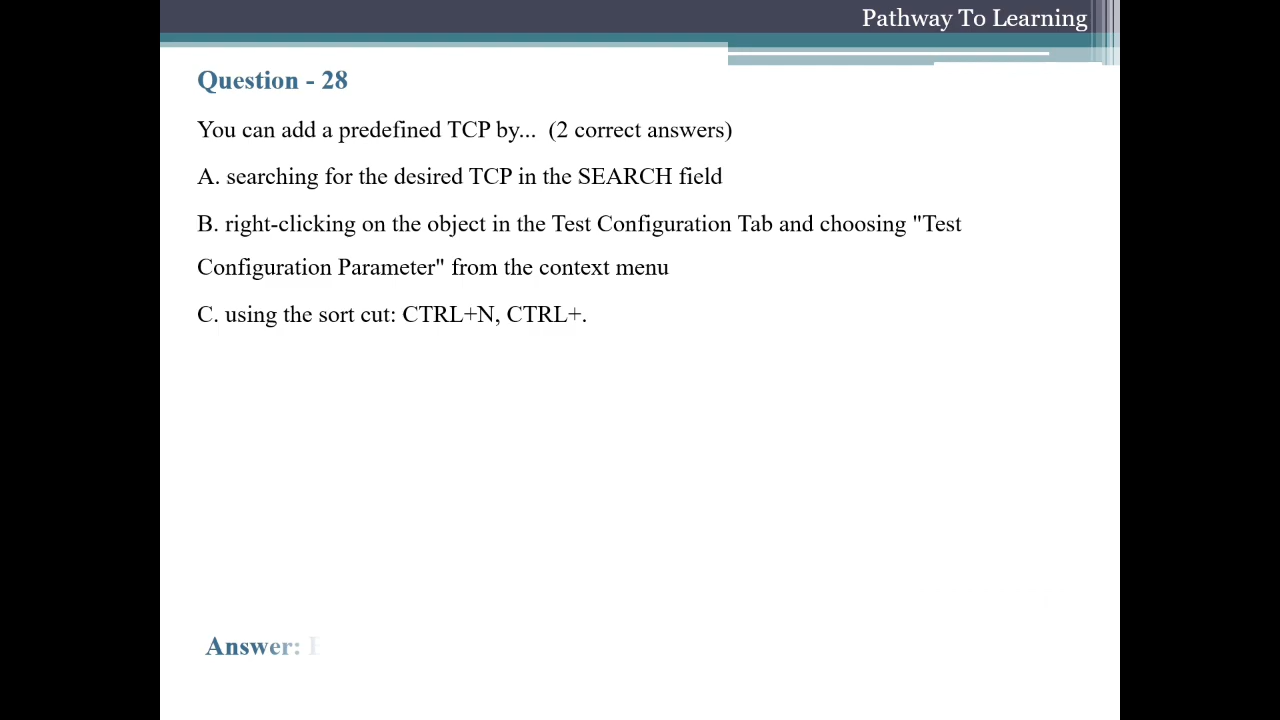 Pathway To Learning
Question - 28
You can add a predefined TCP by... (2 correct answers)
A. searching for the desired TCP in the SEARCH field
B. right-clicking on the object in the Test Configuration Tab and choosing "Test
Configuration Parameter" from the context menu
C. using the sort cut: CTRL+N, CTRL+.
Answer: